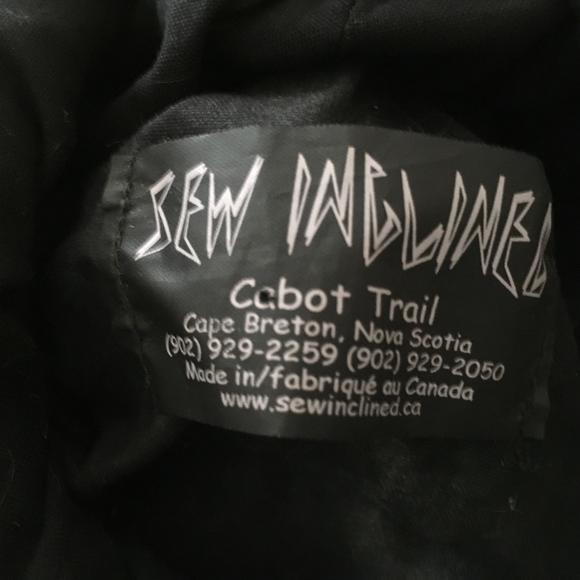 SEW INCLINED
Cabot Trail
Cape Breton, Nova Scotia
(902) 929-2259 (902) 929-2050
Made in/fabriqué au Canada
www.sewinclined.ca